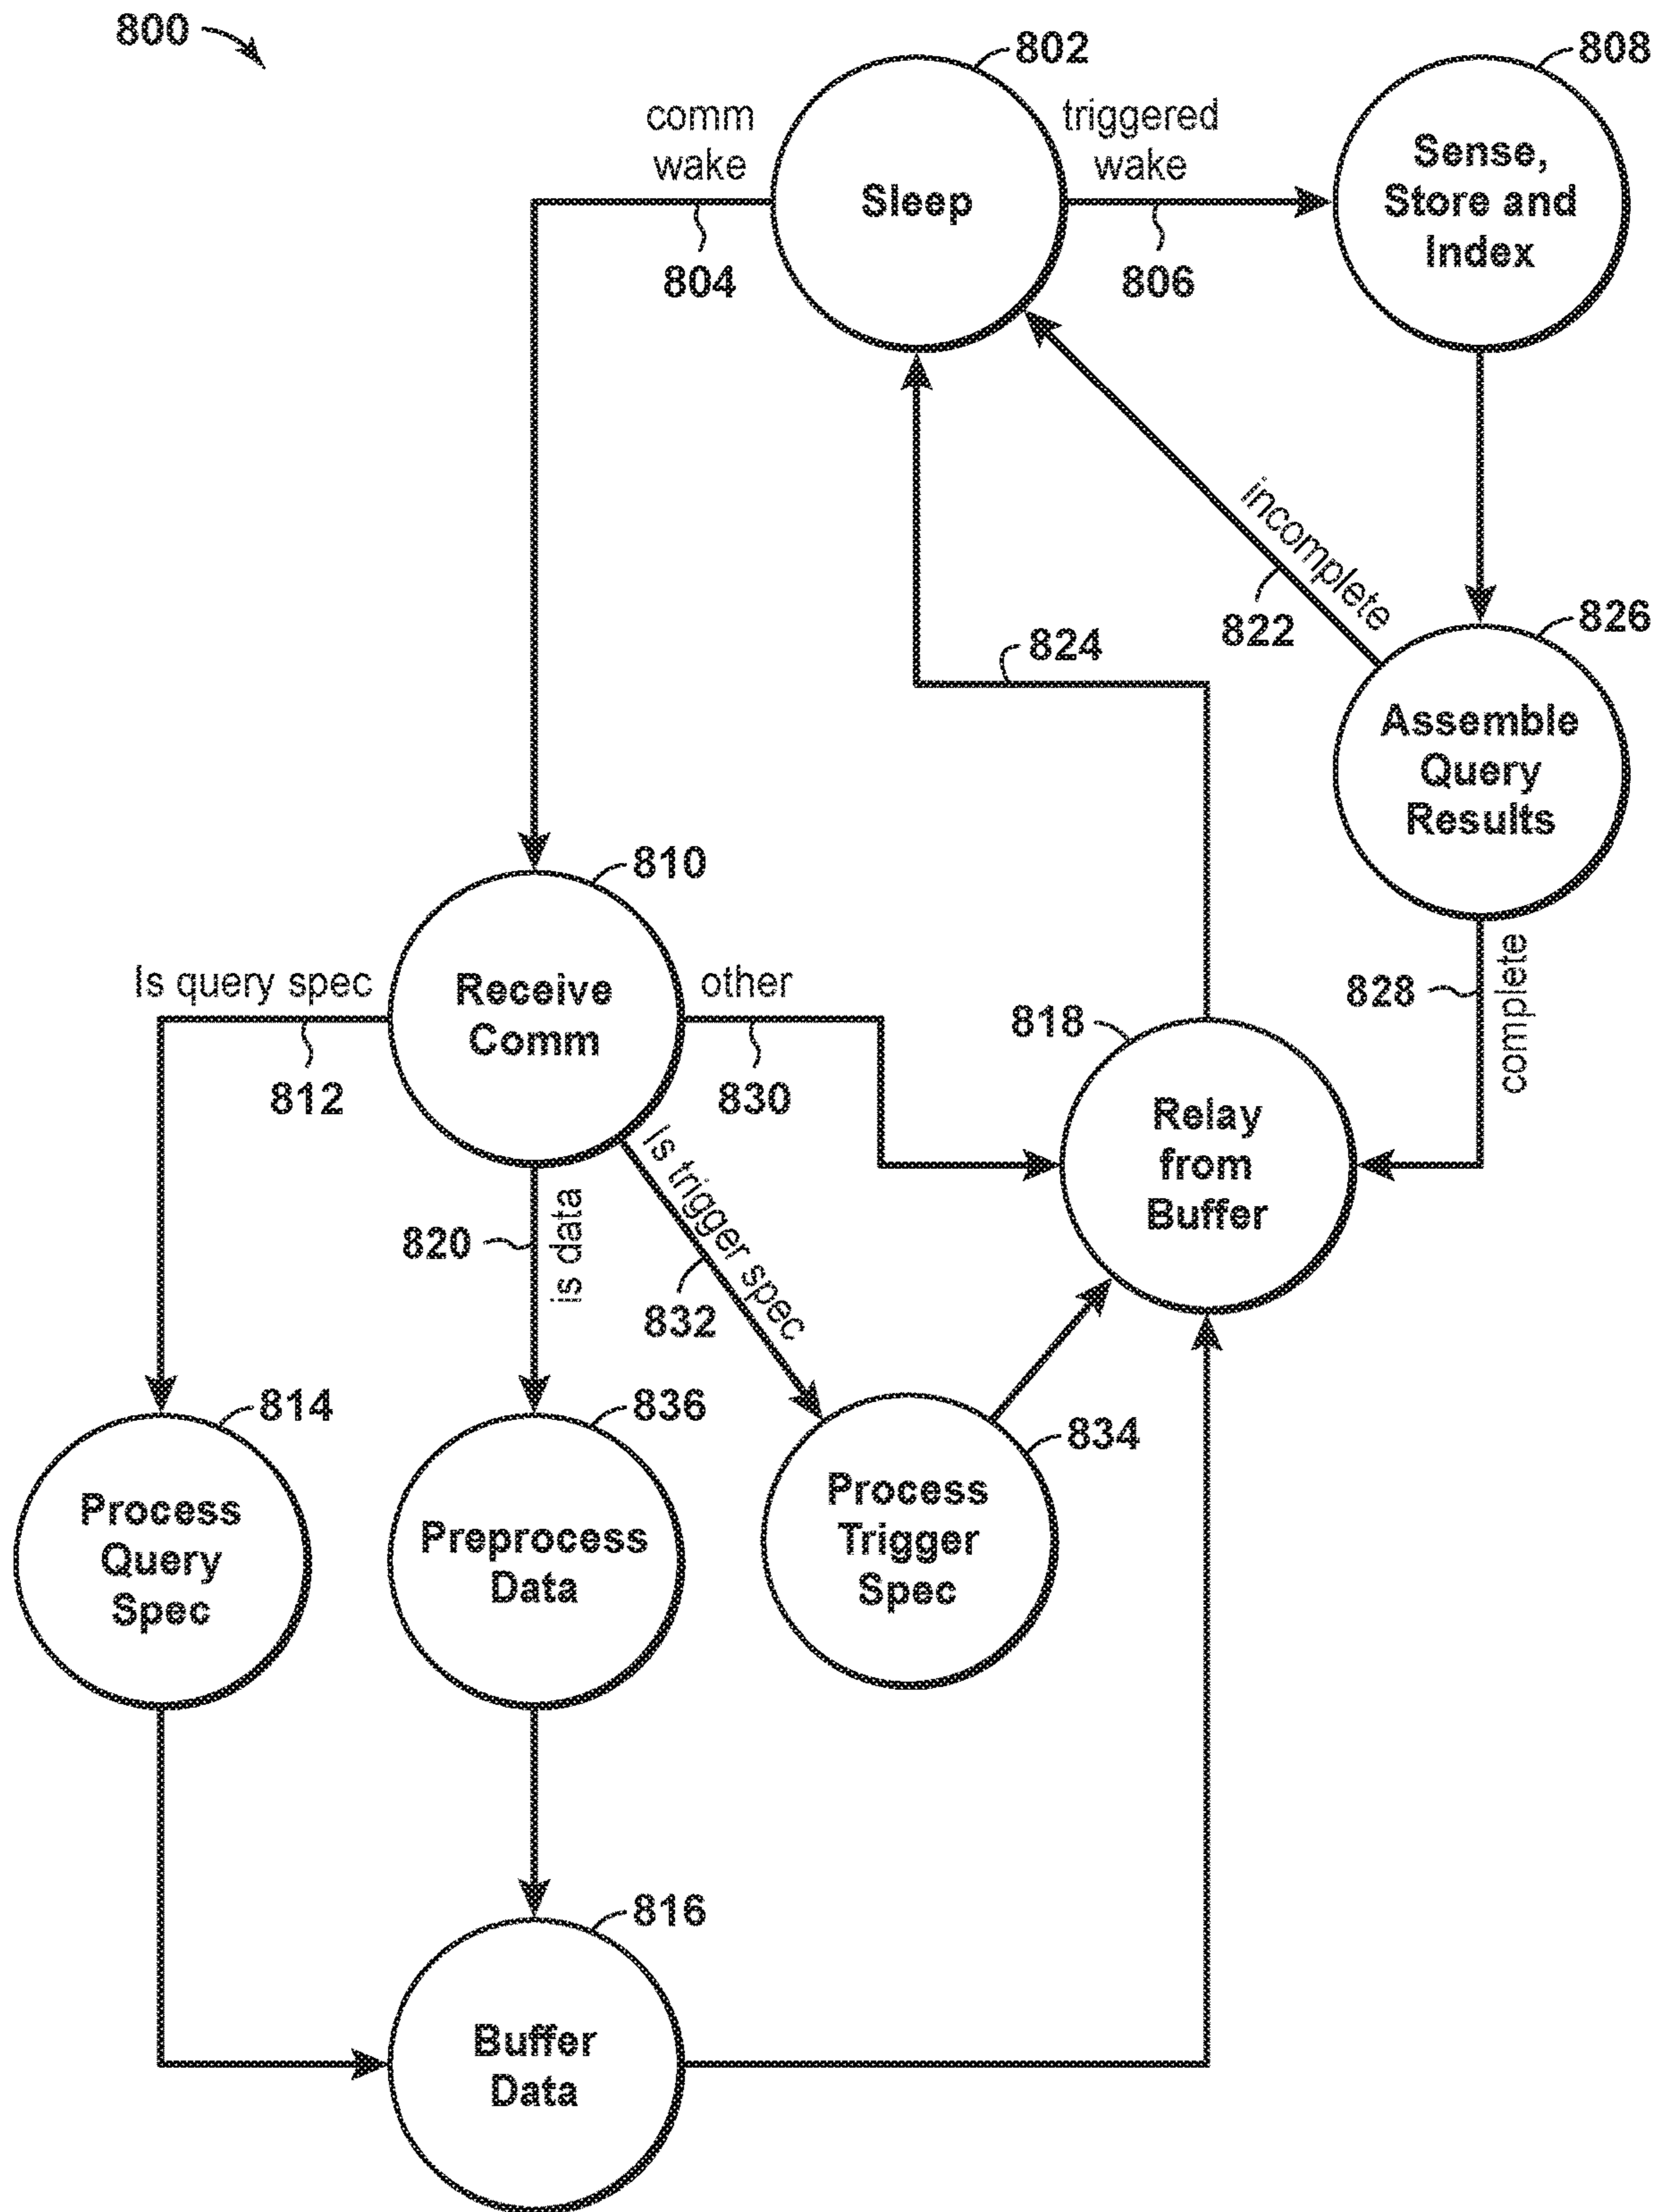 800
802
808
comm
wake
triggered
wake
Sleep
Sense,
Store and
Index
804
806
incomplete
822
826
824
Assemble
Query
Results
810
Is query spec
Receive
Comm
other
828
complete
812
830
818
Relay
from
Buffer
820
is data
Is trigger spec
832
814
836
834
Process
Query
Spec
Preprocess
Data
Process
Trigger
Spec
816
Buffer
Data